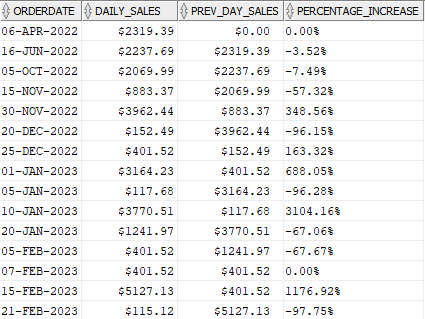 ORDERDATE DAILY_SALES PREV_DAY_SALES PERCENTAGE_INCREASE
06-APR-2022 $2319.39 $0.00 0.00%
16-JUN-2022 $2237.69 $2319.39 -3.52%
05-OCT-2022 $2069.99 $2237.69 -7.49%
15-NOV-2022 $883.37 $2069.99 -57.32%
30-NOV-2022 $3962.44 $883.37 348.56%
20-DEC-2022 $152.49 $3962.44 -96.15%
25-DEC-2022 $401.52 $152.49 163.32%
01-JAN-2023 $3164.23 $401.52 688.05%
05-JAN-2023 $117.68 $3164.23 -96.28%
10-JAN-2023 $3770.51 $117.68 3104.16%
20-JAN-2023 $1241.97 $3770.51 -67.06%
05-FEB-2023 $401.52 $1241.97 -67.67%
07-FEB-2023 $401.52 $401.52 0.00%
15-FEB-2023 $5127.13 $401.52 1176.92%
21-FEB-2023 $115.12 $5127.13 -97.75%